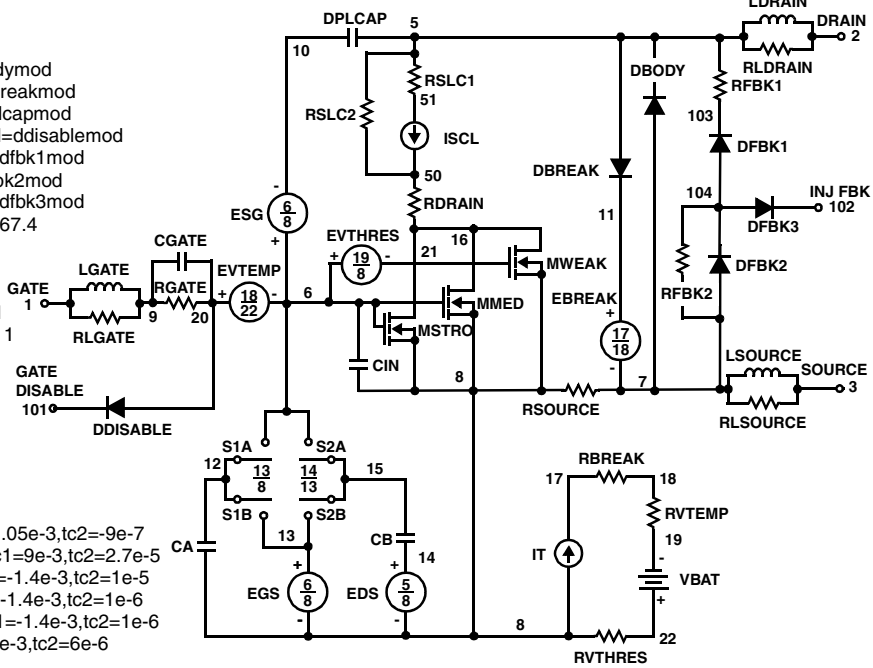 LDRAIN
DPLCAP 5 DRAIN
2
10
dymod
reakmod
lcapmod
l=ddisablemod
dfbk1mod
bk2mod
dfbk3mod
67.4
RSLC1
51
RSLC2
ISCL
50
RDRAIN
DBODY
RLDRAIN
RFBK1
103
DFBK1
DBREAK
11
104
INJ FBK
102
DFBK3
DFBK2
RFBK2
-
ESG 6
8
+
EVTHRES
+ 19 -
8
16
21
MWEAK
MMED
MSTRO
CGATE
LGATE
GATE
1
RGATE
EVTEMP
+ 18 -
22
6
9 20
RLGATE
1
EBREAK
+
17
18
-
CIN
8
RSOURCE
7
LSOURCE
SOURCE
3
RLSOURCE
GATE
DISABLE
101
DDISABLE
S1A S2A
12 13
8
14
13
15
S1B S2B
13
CA CB
14
+ +
EGS 6
8
EDS 5
8
- -
8
RBREAK
17 18
RVTEMP
19
-
IT VBAT
+
22
RVTHRES
.05e-3,tc2=-9e-7
c1=9e-3,tc2=2.7e-5
=-1.4e-3,tc2=1e-5
-1.4e-3,tc2=1e-6
1=-1.4e-3,tc2=1e-6
e-3,tc2=6e-6